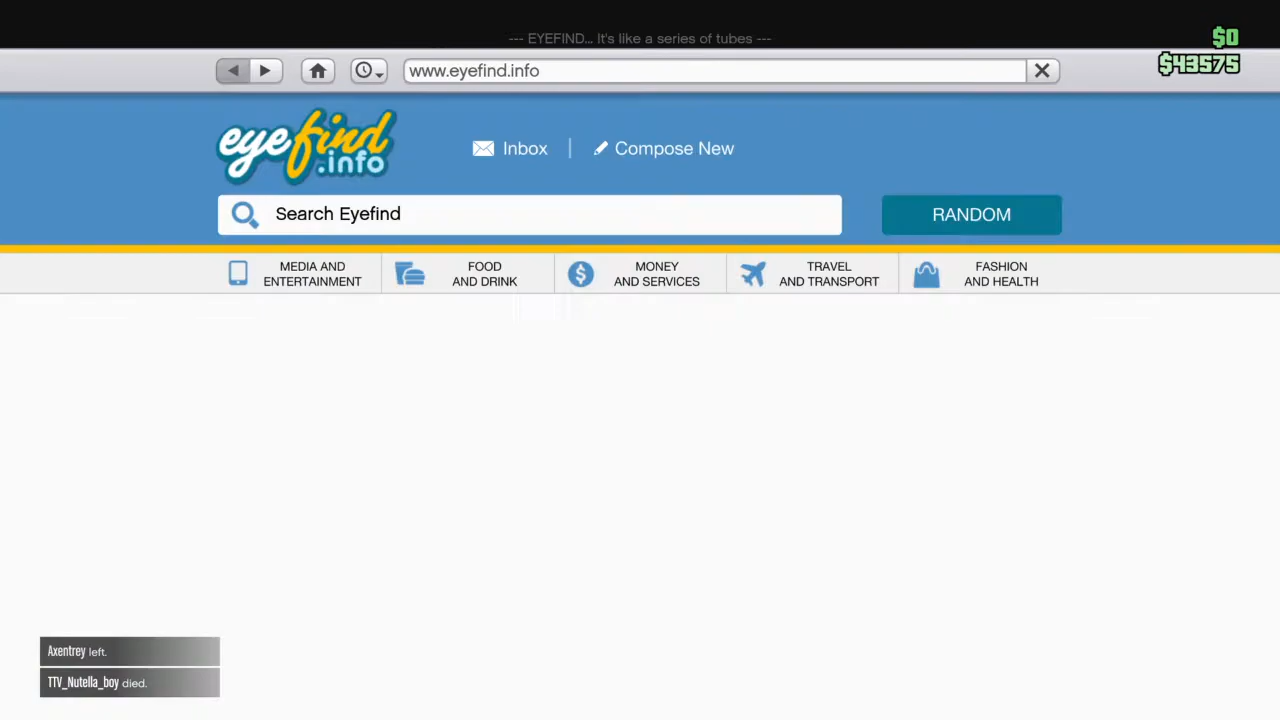 --- EYEFIND... It's like a series of tubes ---
$0
$43575
www.eyefind.info
eyefind.info
Inbox
Compose New
Search Eyefind
RANDOM
MEDIA AND
ENTERTAINMENT
FOOD
AND DRINK
MONEY
AND SERVICES
TRAVEL
AND TRANSPORT
FASHION
AND HEALTH
Axentrey left.
TTV_Nutella_boy died.